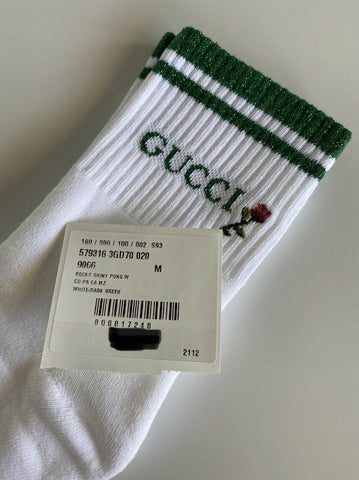 GUCCI
160 / 090 / 100 / 002 S93
579316 3GD70 020
9066 M
SOCKS SHINY PONG W
CO PA EA MZ
WHITE/DARK GREEN
808817248
2112